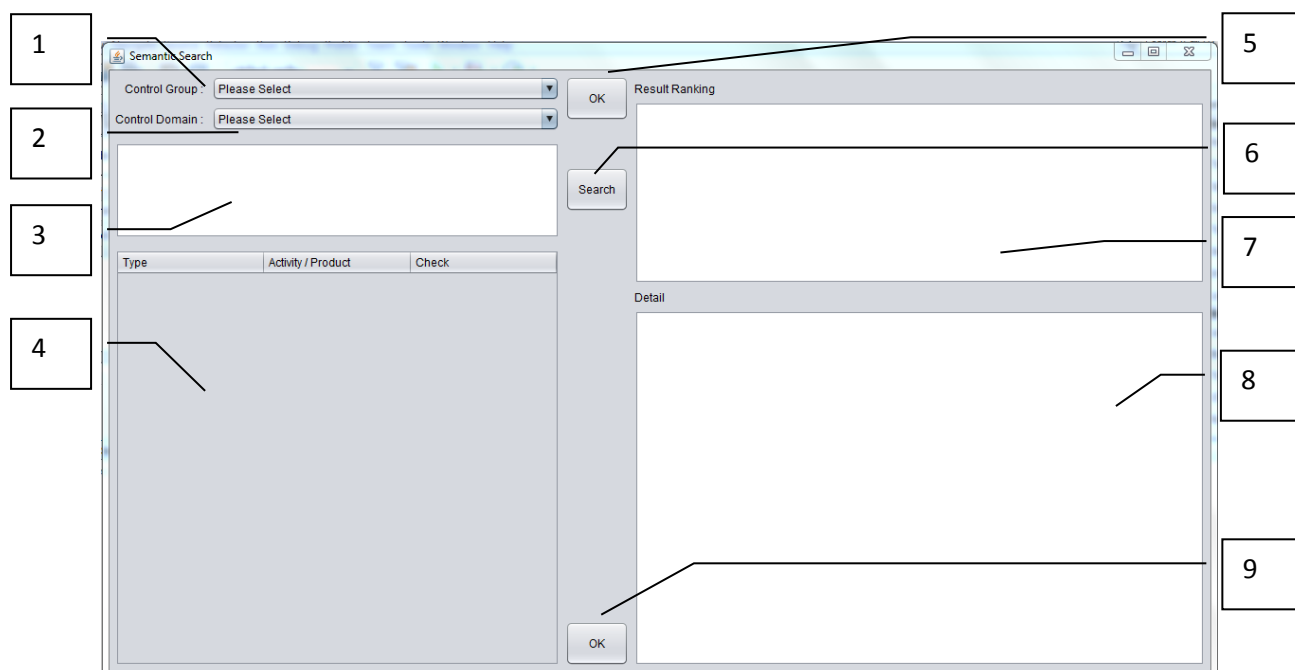 1
5
Semantic Search
Control Group : Please Select
OK
Result Ranking
Control Domain : Please Select
2
6
Search
3
7
Type Activity / Product Check
Detail
4
8
9
OK